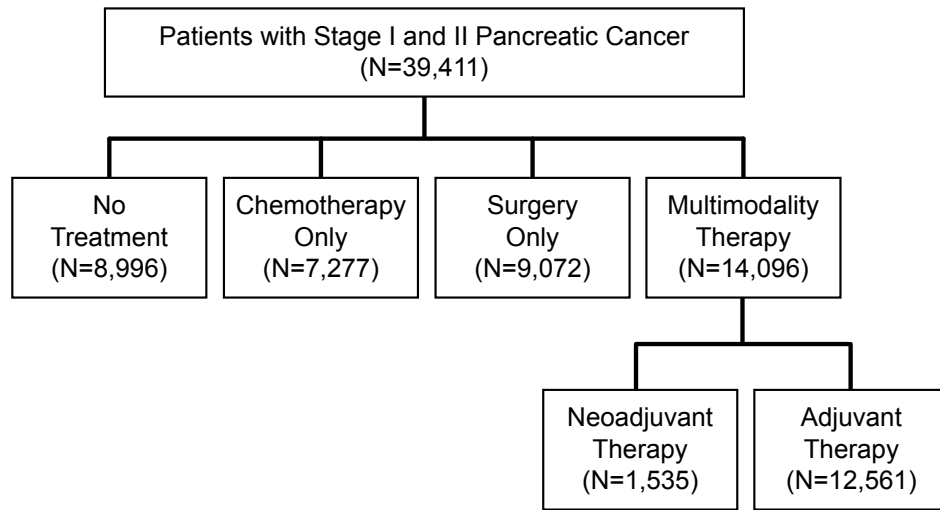 Patients with Stage I and II Pancreatic Cancer
(N=39,411)
No
Treatment
(N=8,996)
Chemotherapy
Only
(N=7,277)
Surgery
Only
(N=9,072)
Multimodality
Therapy
(N=14,096)
Neoadjuvant
Therapy
(N=1,535)
Adjuvant
Therapy
(N=12,561)